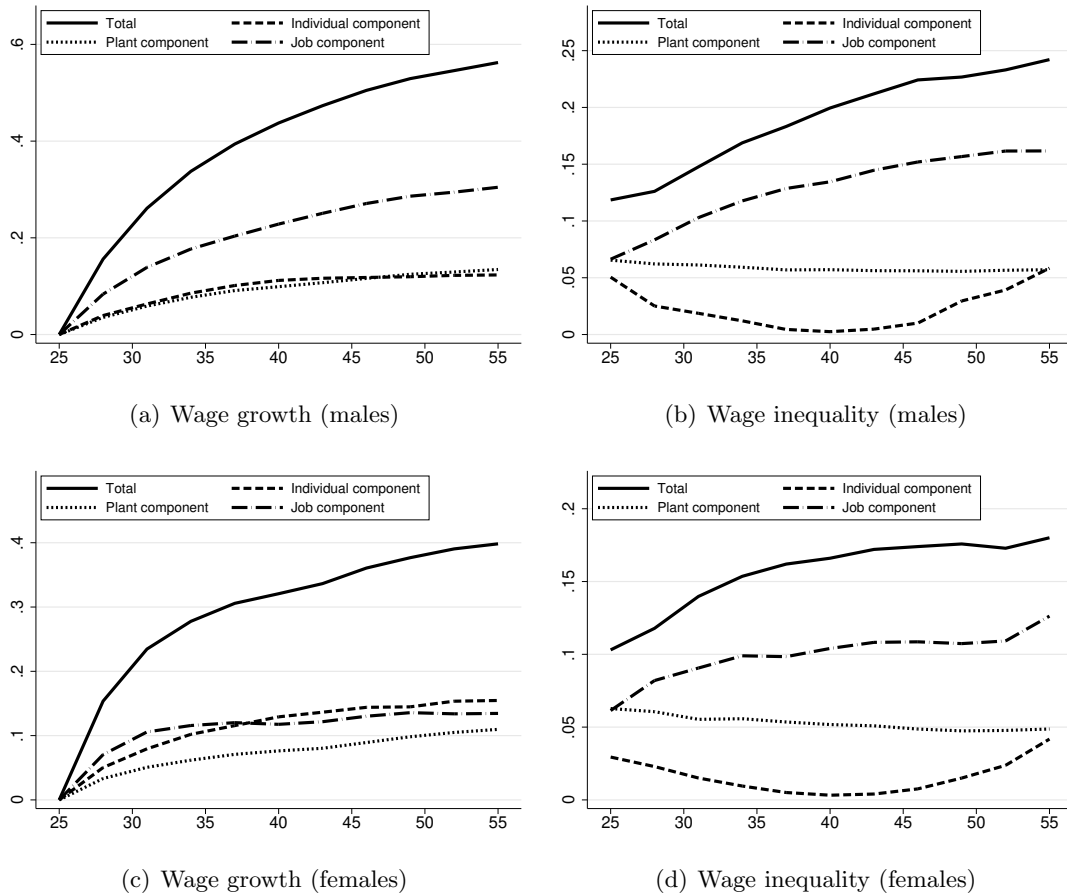 Total
Individual component
Plant component
Job component
0
.2
.4
.6
25
30
35
40
45
50
55
(a) Wage growth (males)
Total
Individual component
Plant component
Job component
0
.05
.1
.15
.2
.25
25
30
35
40
45
50
55
(b) Wage inequality (males)
Total
Individual component
Plant component
Job component
0
.1
.2
.3
.4
25
30
35
40
45
50
55
(c) Wage growth (females)
Total
Individual component
Plant component
Job component
0
.05
.1
.15
.2
25
30
35
40
45
50
55
(d) Wage inequality (females)